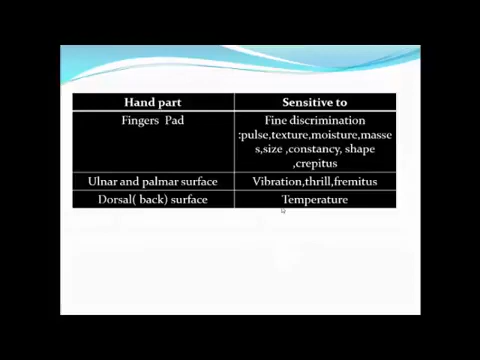 Hand part Sensitive to
Fingers Pad Fine discrimination
:pulse,texture,moisture,masse
s,size ,constancy, shape
,crepitus
Ulnar and palmar surface Vibration,thrill,fremitus
Dorsal( back) surface Temperature